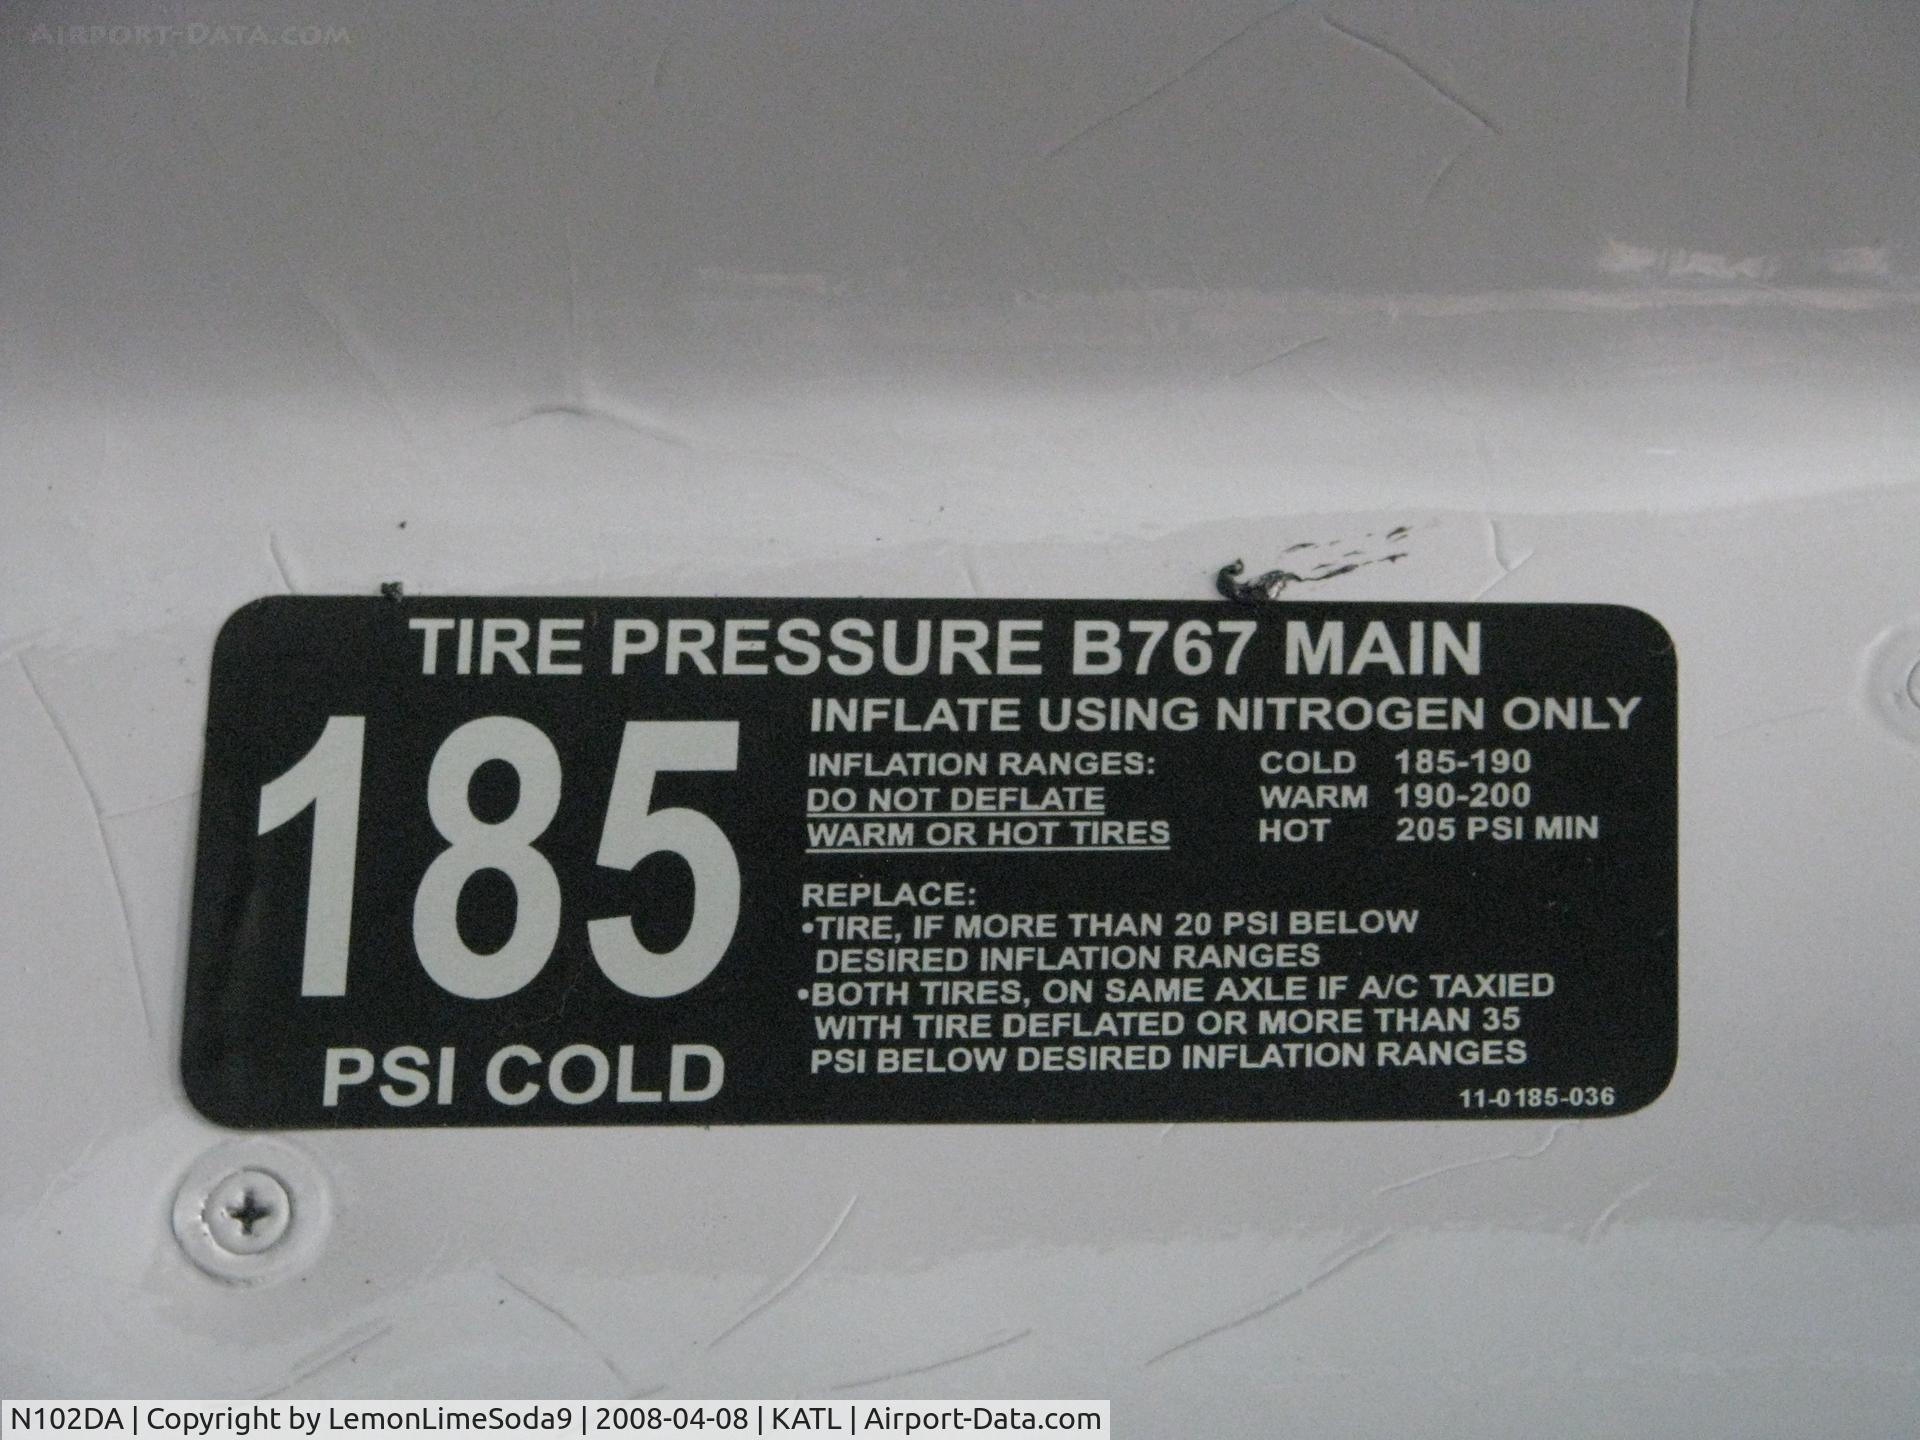 AIRPORT-DATA.COM
TIRE PRESSURE B767 MAIN
185
PSI COLD
INFLATE USING NITROGEN ONLY
INFLATION RANGES: COLD 185-190
DO NOT DEFLATE WARM 190-200
WARM OR HOT TIRES HOT 205 PSI MIN
REPLACE:
•TIRE, IF MORE THAN 20 PSI BELOW
DESIRED INFLATION RANGES
•BOTH TIRES, ON SAME AXLE IF A/C TAXIED
WITH TIRE DEFLATED OR MORE THAN 35
PSI BELOW DESIRED INFLATION RANGES
11-0185-036
N102DA | Copyright by LemonLimeSoda9 | 2008-04-08 | KATL | Airport-Data.com